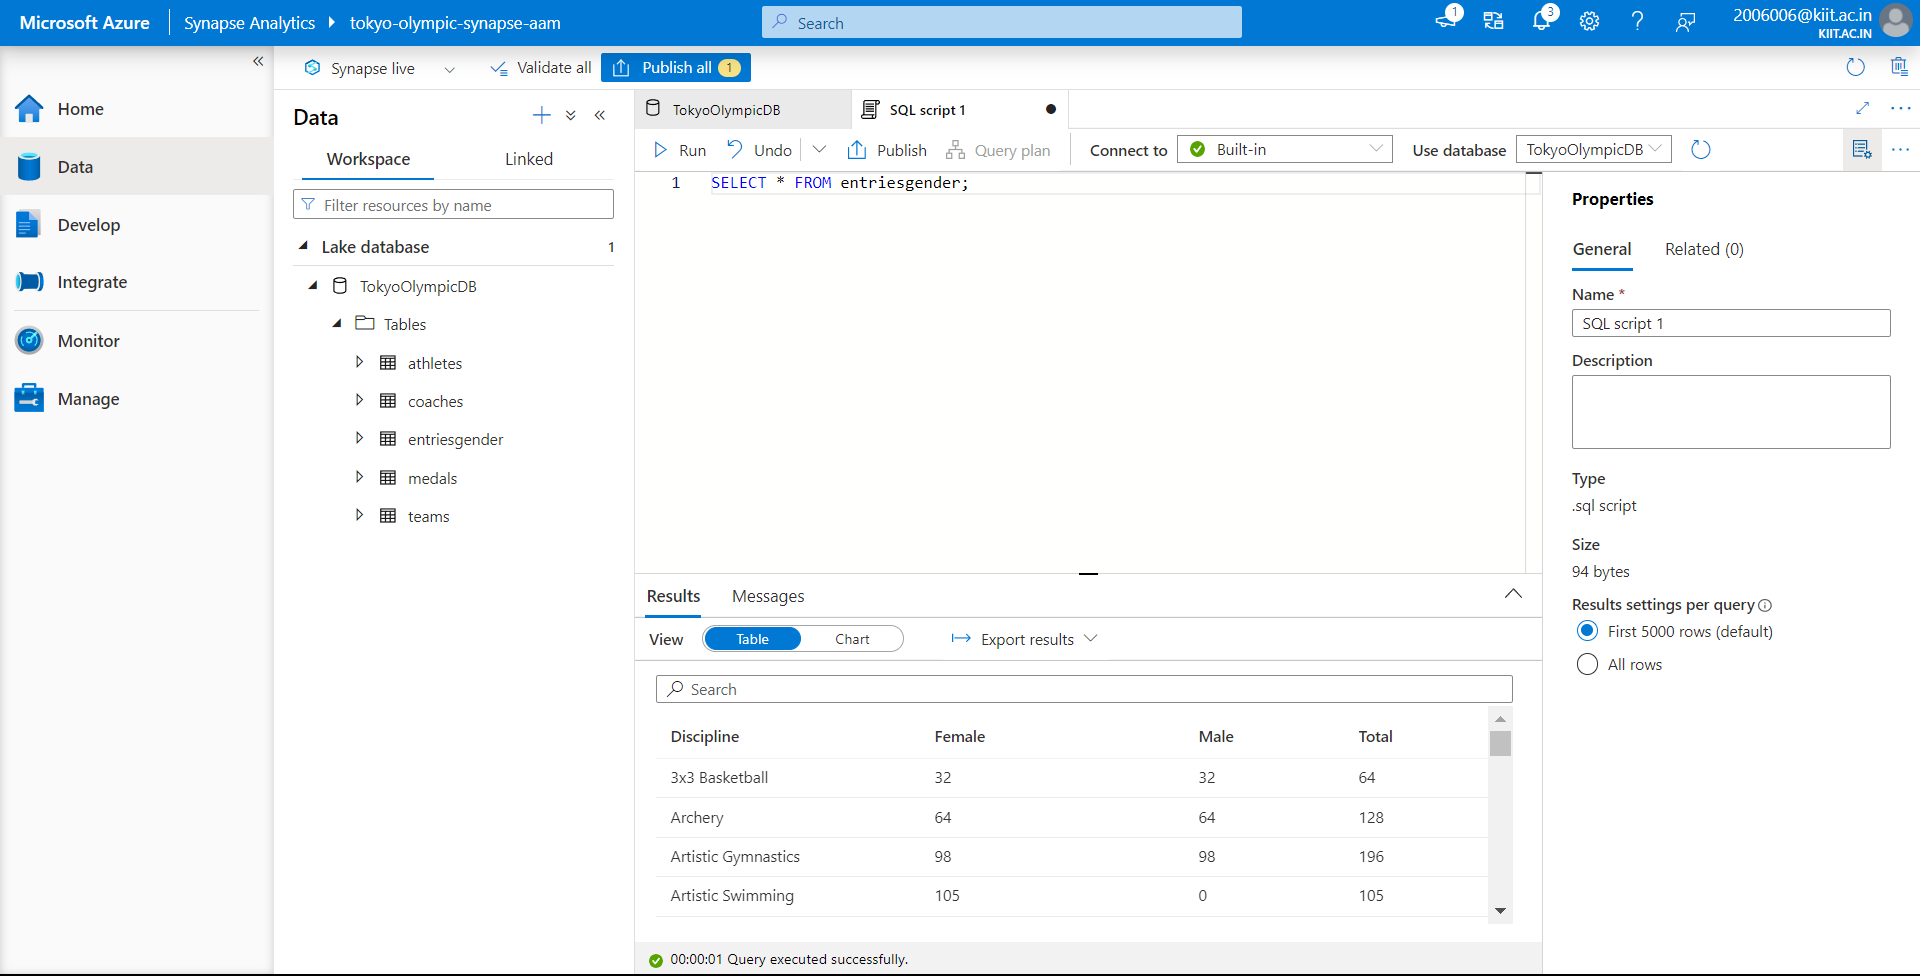 Microsoft Azure
Synapse Analytics
tokyo-olympic-synapse-aam
Search
1
3
2006006@kiit.ac.in
KIIT.AC.IN
Synapse live
Validate all
Publish all 1
Home
Data
Develop
Integrate
Monitor
Manage
Data
Workspace
Linked
Filter resources by name
Lake database 1
TokyoOlympicDB
Tables
athletes
coaches
entriesgender
medals
teams
TokyoOlympicDB
SQL script 1
Run
Undo
Publish
Query plan
Connect to
Built-in
Use database
TokyoOlympicDB
1 SELECT * FROM entriesgender;
Results
Messages
View
Table
Chart
Export results
Search
Discipline Female Male Total
3x3 Basketball 32 32 64
Archery 64 64 128
Artistic Gymnastics 98 98 196
Artistic Swimming 105 0 105
00:00:01 Query executed successfully.
Properties
General
Related (0)
Name *
SQL script 1
Description
Type
.sql script
Size
94 bytes
Results settings per query
First 5000 rows (default)
All rows